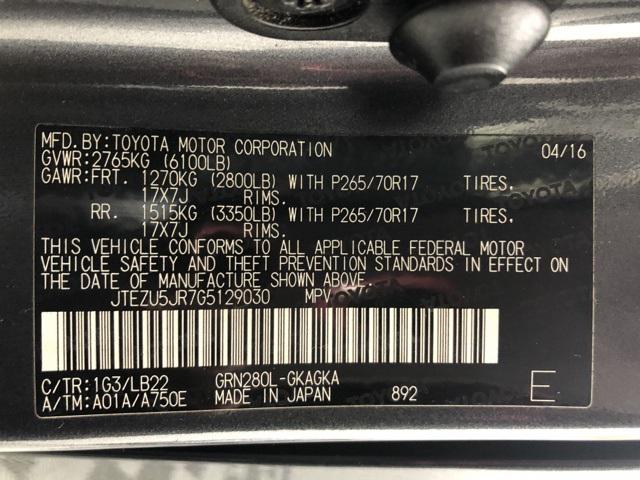 MFD. BY: TOYOTA MOTOR CORPORATION 04/16
GVWR: 2765KG (6100LB)
GAWR: FRT. 1270KG (2800LB) WITH P265/70R17 TIRES.
17X7J RIMS.
RR. 1515KG (3350LB) WITH P265/70R17 TIRES.
17X7J RIMS.
THIS VEHICLE CONFORMS TO ALL APPLICABLE FEDERAL MOTOR
VEHICLE SAFETY AND THEFT PREVENTION STANDARDS IN EFFECT ON
THE DATE OF MANUFACTURE SHOWN ABOVE.
JTEZU5JR7G5129030 MPV
C/TR: 1G3/LB22 GRN280L-GKAGKA
A/TM: A01A/A750E MADE IN JAPAN 892 E